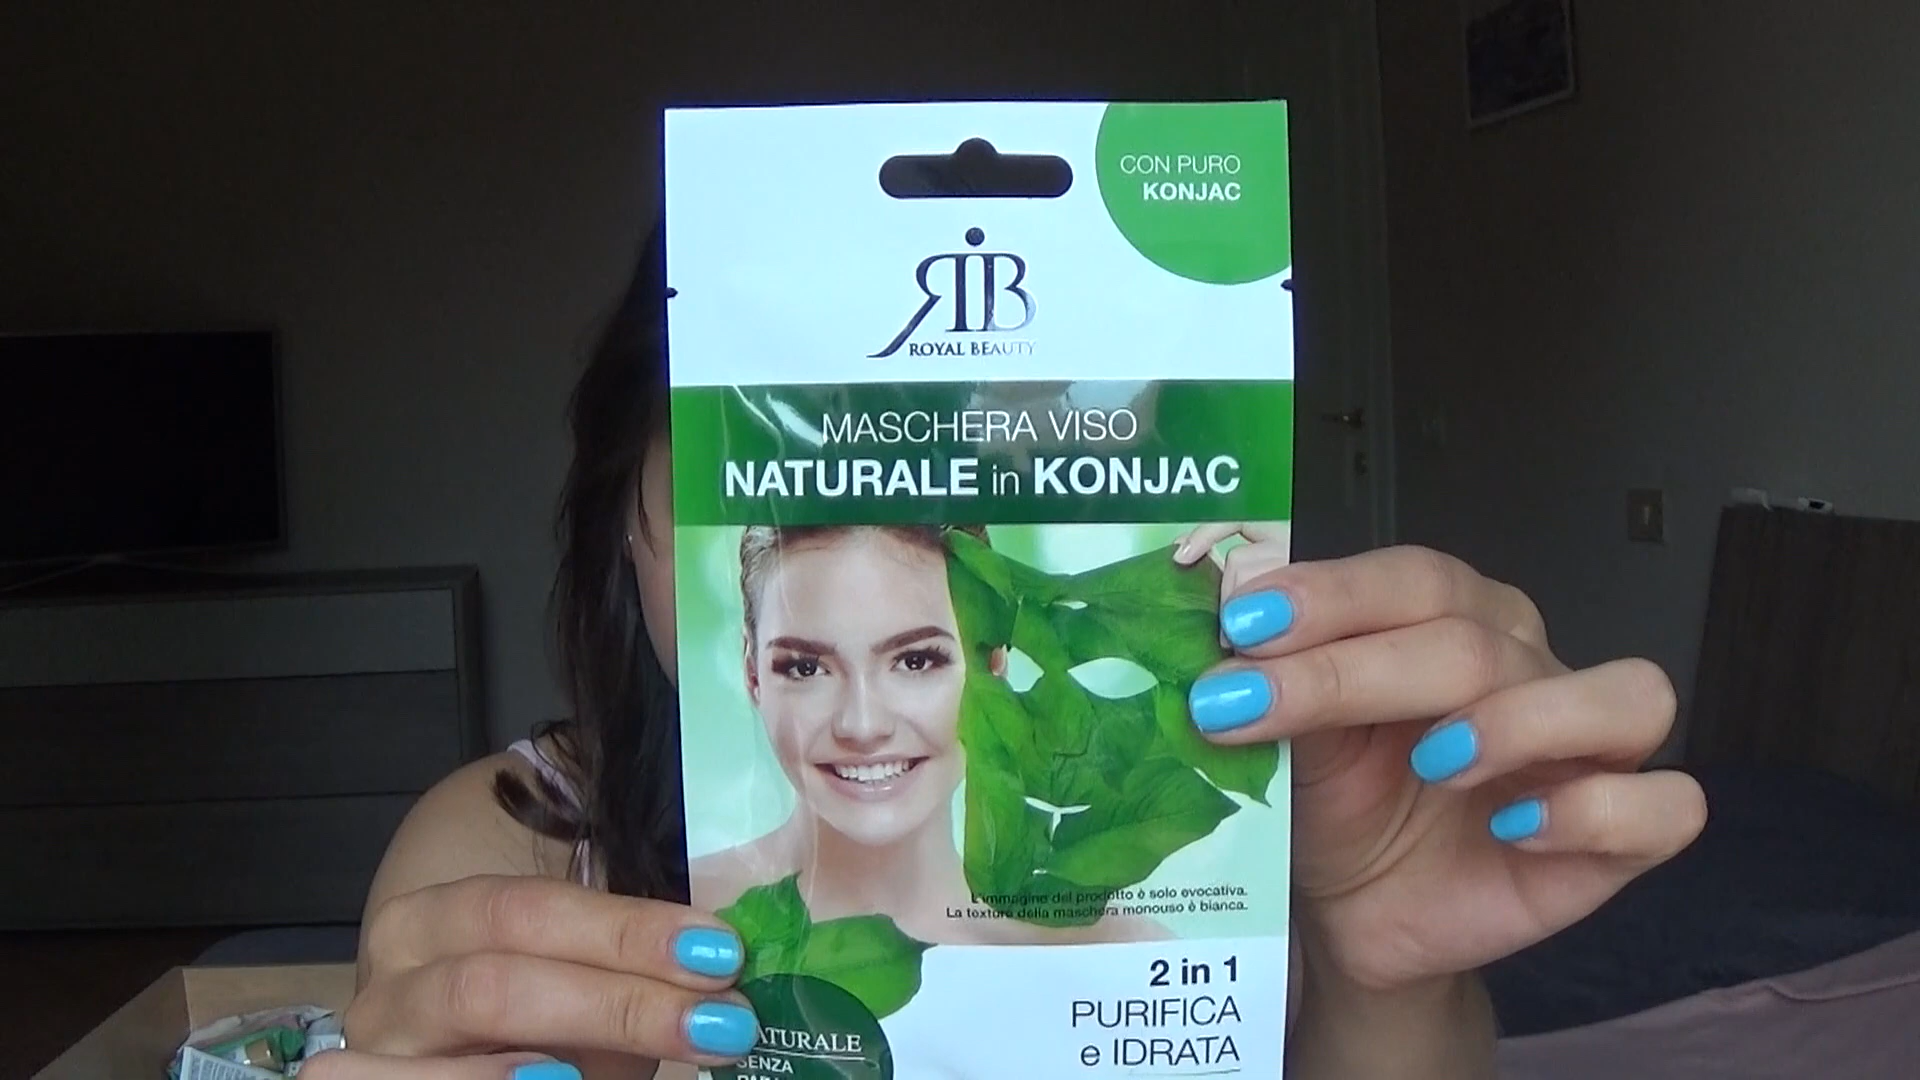 CON PURO
KONJAC
RB
ROYAL BEAUTY
MASCHERA VISO
NATURALE in KONJAC
L'immagine del prodotto è solo evocativa.
La texture della maschera monouso è bianca.
2 in 1
PURIFICA
e IDRATA
NATURALE
SENZA